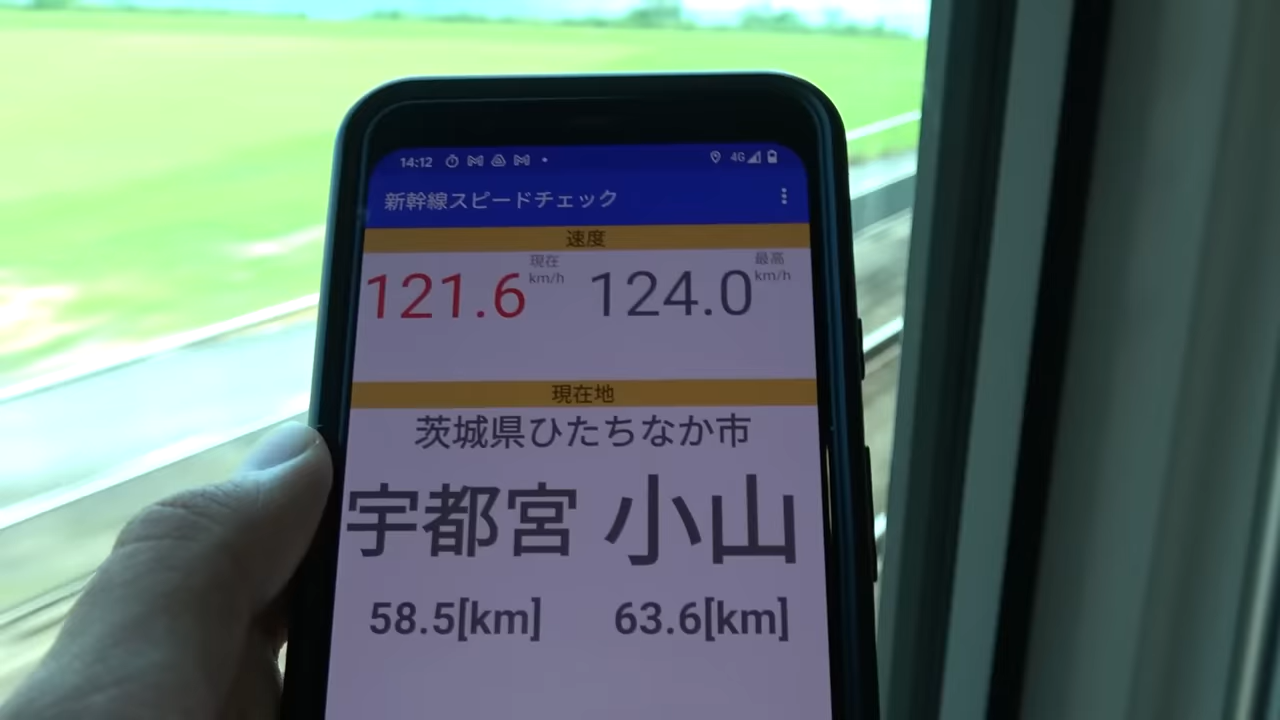 14:12
4G
新幹線スピードチェック
速度
121.6 現在 km/h 124.0 最高 km/h
現在地
茨城県ひたちなか市
宇都宮 小山
58.5[km] 63.6[km]